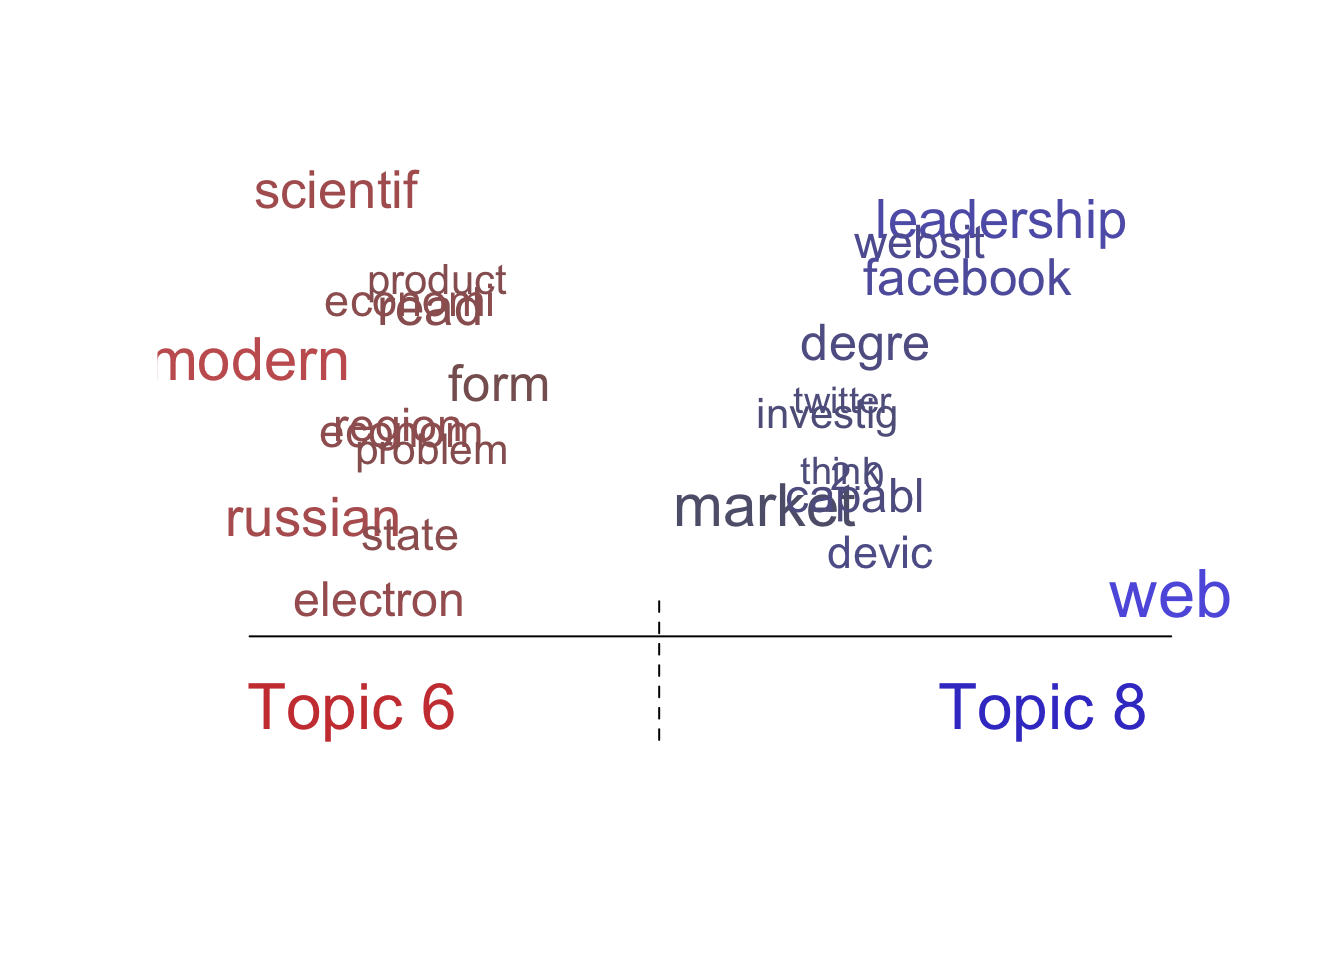 scientif
leadership
websit
product
facebook
economi
read
degre
modern
form
twitter
investig
region
econom
problem
think
2.0
capabl
market
russian
state
devic
electron
web
Topic 6
Topic 8